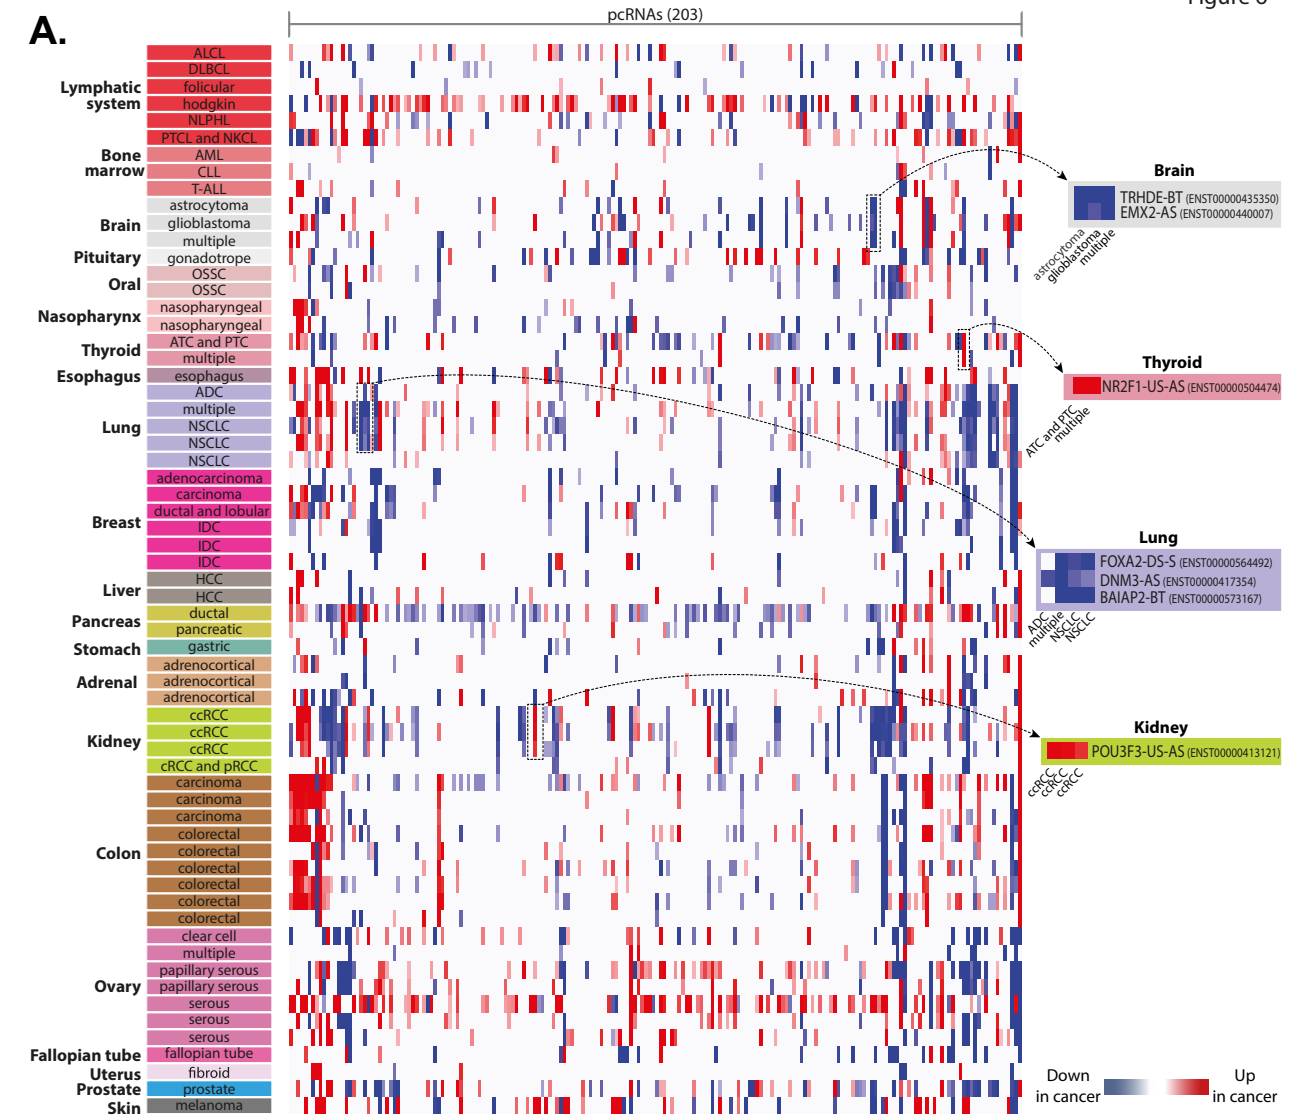 Figure 6
A.
pcRNAs (203)
Lymphatic
system
ALCL
DLBCL
folicular
hodgkin
NLPHL
PTCL and NKCL
Bone
marrow
AML
CLL
T-ALL
Brain
astrocytoma
glioblastoma
multiple
Pituitary
gonadotrope
Oral
OSSC
OSSC
Nasopharynx
nasopharyngeal
nasopharyngeal
Thyroid
ATC and PTC
multiple
Esophagus
esophagus
Lung
ADC
multiple
NSCLC
NSCLC
NSCLC
Breast
adenocarcinoma
carcinoma
ductal and lobular
IDC
IDC
IDC
Liver
HCC
HCC
Pancreas
ductal
pancreatic
Stomach
gastric
Adrenal
adrenocortical
adrenocortical
adrenocortical
Kidney
ccRCC
ccRCC
ccRCC
cRCC and pRCC
Colon
carcinoma
carcinoma
carcinoma
colorectal
colorectal
colorectal
colorectal
colorectal
colorectal
Ovary
clear cell
multiple
papillary serous
papillary serous
serous
serous
serous
Fallopian tube
fallopian tube
Uterus
fibroid
Prostate
prostate
Skin
melanoma
Brain
TRHDE-BT (ENST00000435350)
EMX2-AS (ENST00000440007)
astrocytoma
glioblastoma
multiple
Thyroid
NR2F1-US-AS (ENST00000504474)
ATC and PTC
multiple
Lung
FOXA2-DS-S (ENST00000564492)
DNM3-AS (ENST00000417354)
BAIAP2-BT (ENST00000573167)
ADC
multiple
NSCLC
NSCLC
Kidney
POU3F3-US-AS (ENST00000413121)
ccRCC
ccRCC
ccRCC
Down
in cancer
Up
in cancer